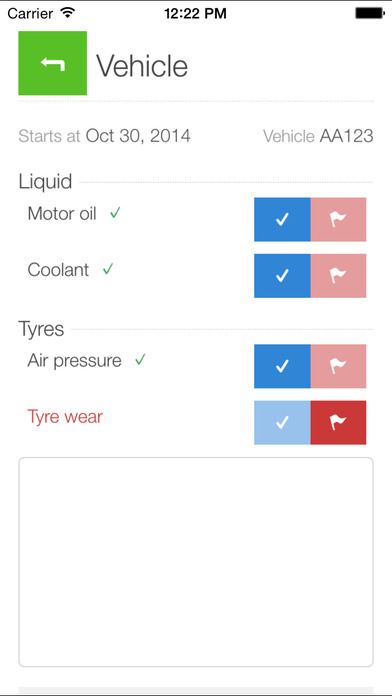 Carrier 12:22 PM
Vehicle
Starts at Oct 30, 2014 Vehicle AA123
Liquid
Motor oil ✓
Coolant ✓
Tyres
Air pressure ✓
Tyre wear